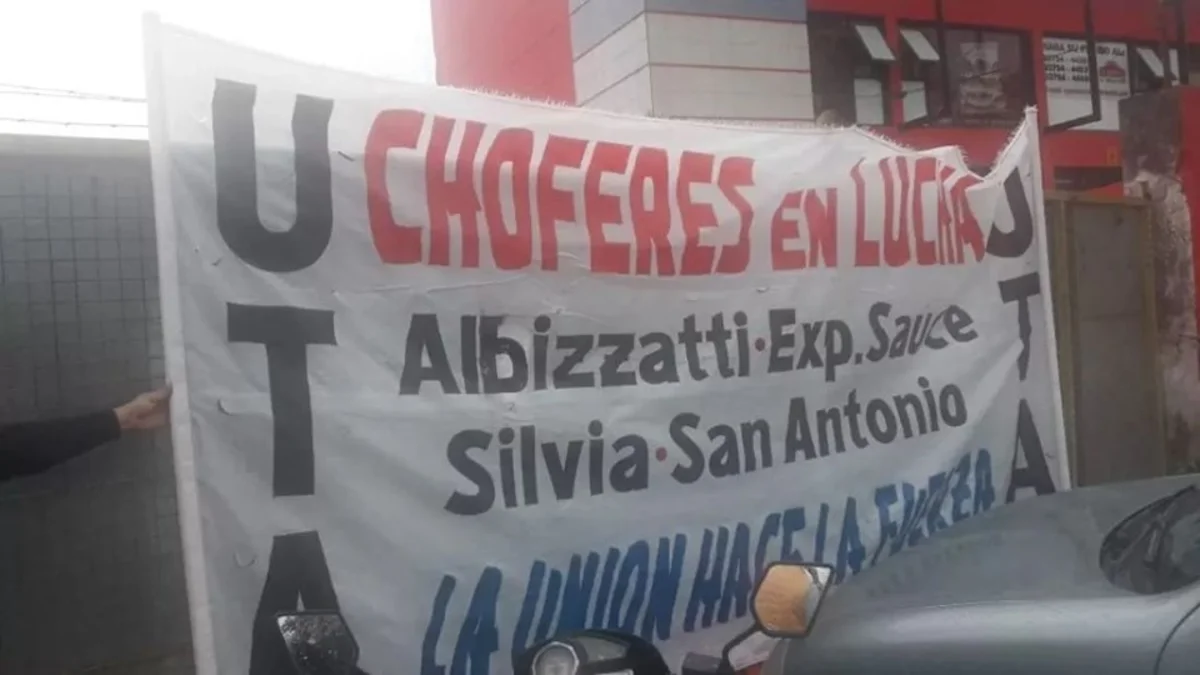 UTA
CHOFERES EN LUCHA
Albizzatti·Exp.Sauce
Silvia·San Antonio
LA UNION HACE LA FUERZA
UTA